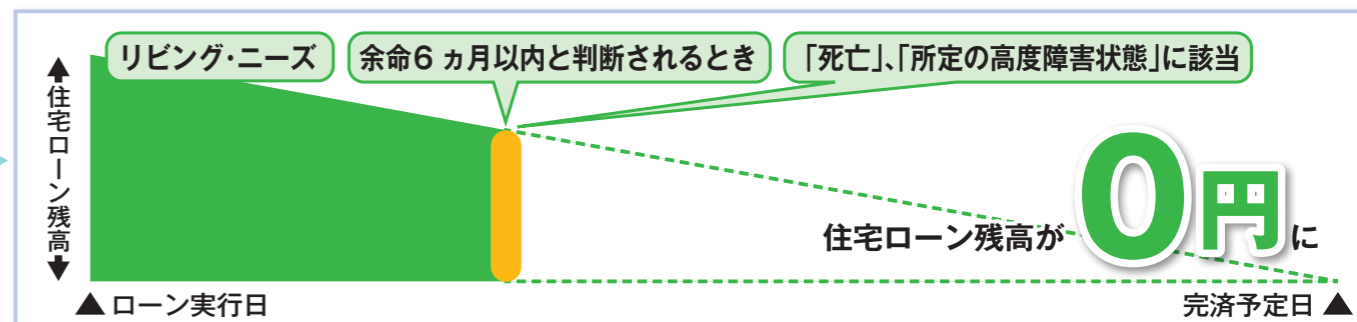 リビング・ニーズ
余命6ヵ月以内と判断されるとき
「死亡」、「所定の高度障害状態」に該当
住宅ローン残高
住宅ローン残高が0円に
▲ローン実行日
完済予定日▲